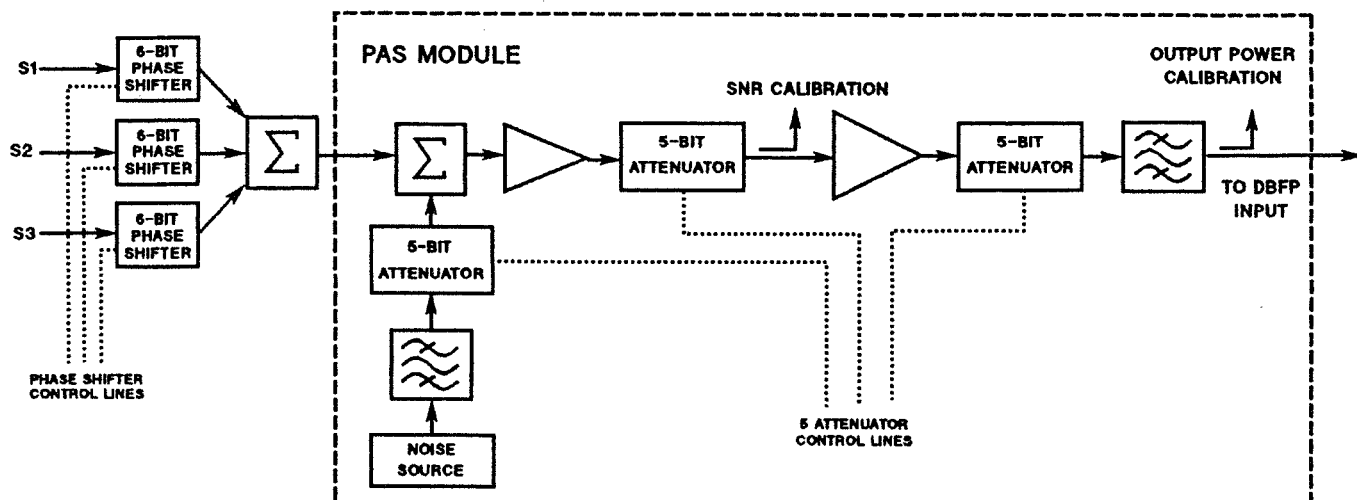 PAS MODULE
S1
6-BIT
PHASE
SHIFTER
S2
6-BIT
PHASE
SHIFTER
S3
6-BIT
PHASE
SHIFTER
Σ
Σ
5-BIT
ATTENUATOR
SNR CALIBRATION
5-BIT
ATTENUATOR
OUTPUT POWER
CALIBRATION
TO DBFP
INPUT
5-BIT
ATTENUATOR
NOISE
SOURCE
PHASE SHIFTER
CONTROL LINES
5 ATTENUATOR
CONTROL LINES